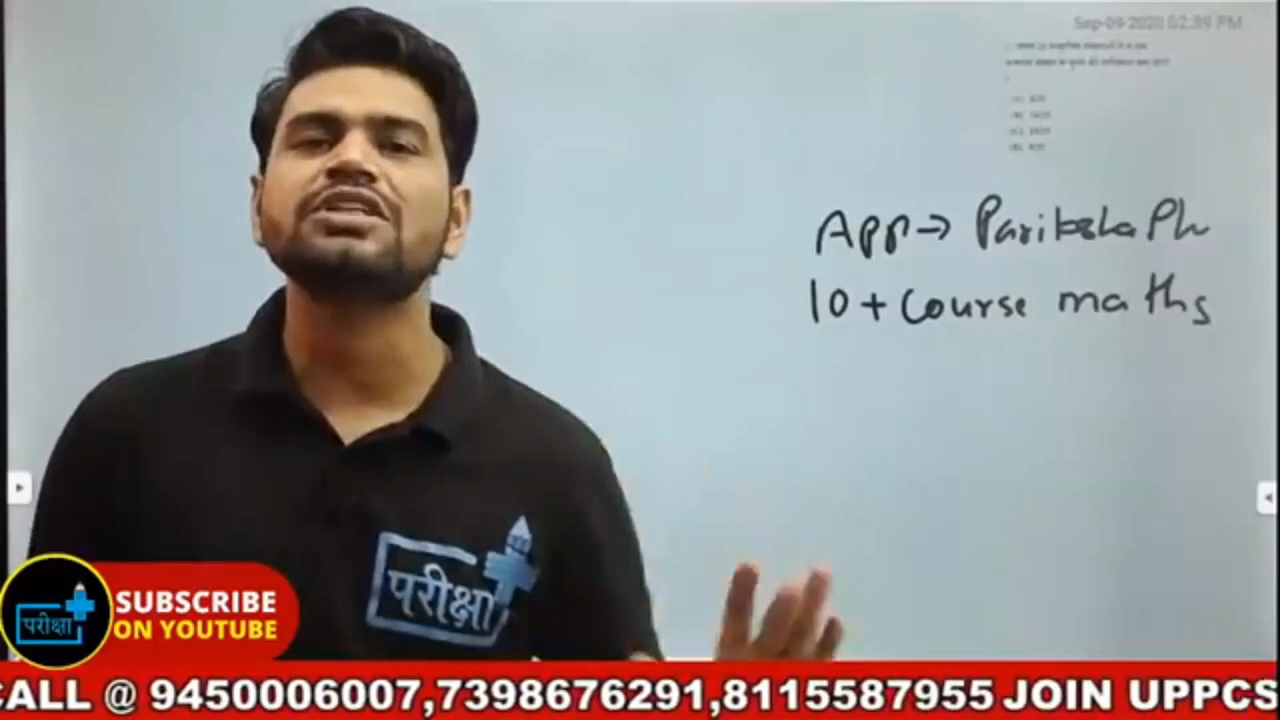 Sep-09-2020 02:39 PM
App→ Pariksha Pl
10 + Course maths
परीक्षा
परीक्षा
SUBSCRIBE
ON YOUTUBE
CALL @ 9450006007,7398676291,8115587955 JOIN UPPCS